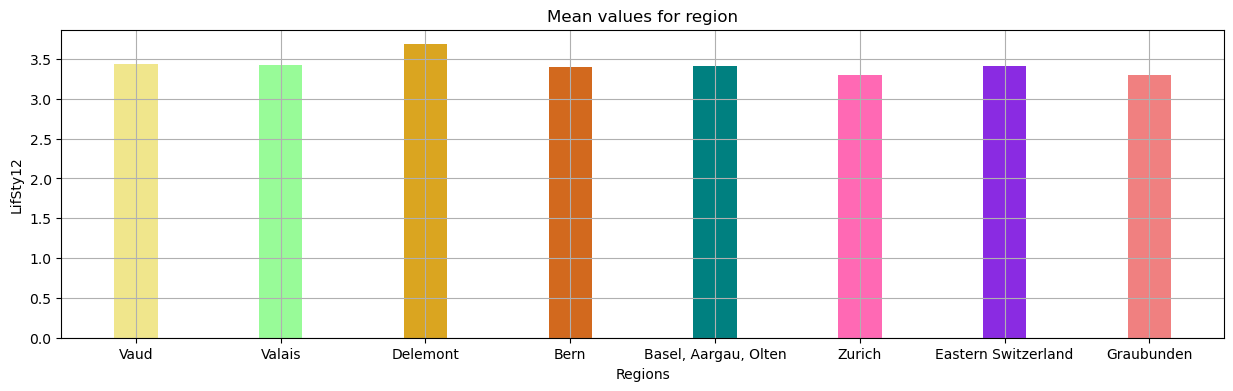 Mean values for region
LifSty12
3.5
3.0
2.5
2.0
1.5
1.0
0.5
0.0
Vaud Valais Delemont Bern Basel, Aargau, Olten Zurich Eastern Switzerland Graubunden
Regions